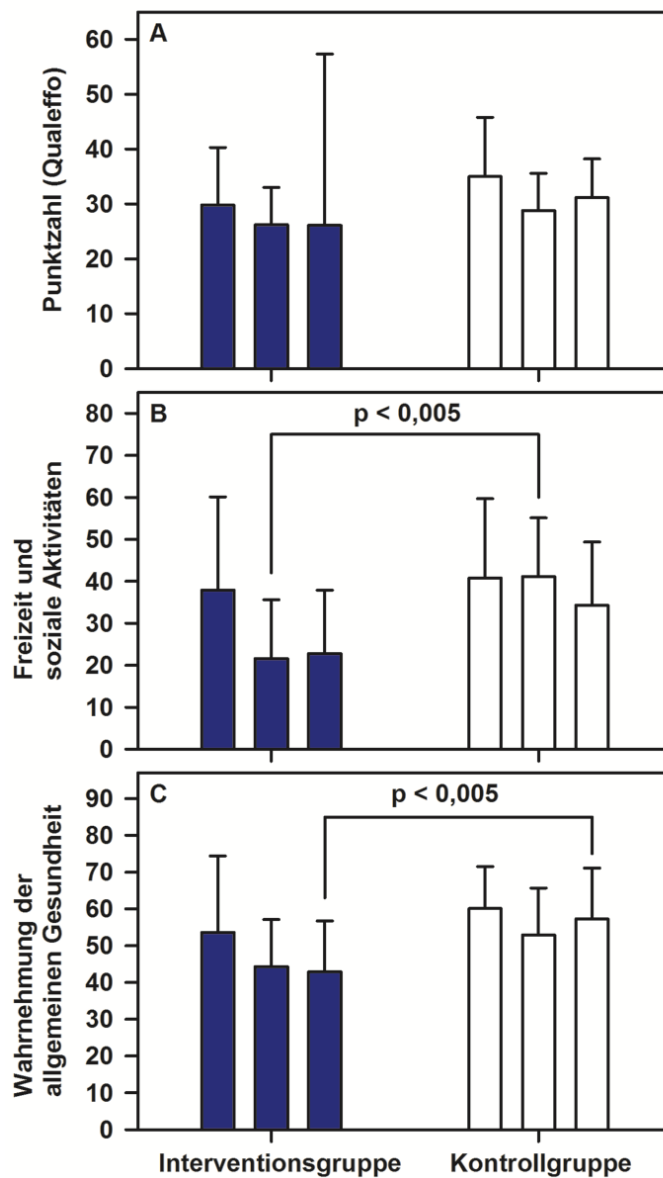 A
Punktzahl (Qualeffo)
60
50
40
30
20
10
0
B
p < 0,005
Freizeit und
soziale Aktivitäten
80
70
60
50
40
30
20
10
0
C
p < 0,005
Wahrnehmung der
allgemeinen Gesundheit
90
80
70
60
50
40
30
20
10
0
Interventionsgruppe
Kontrollgruppe